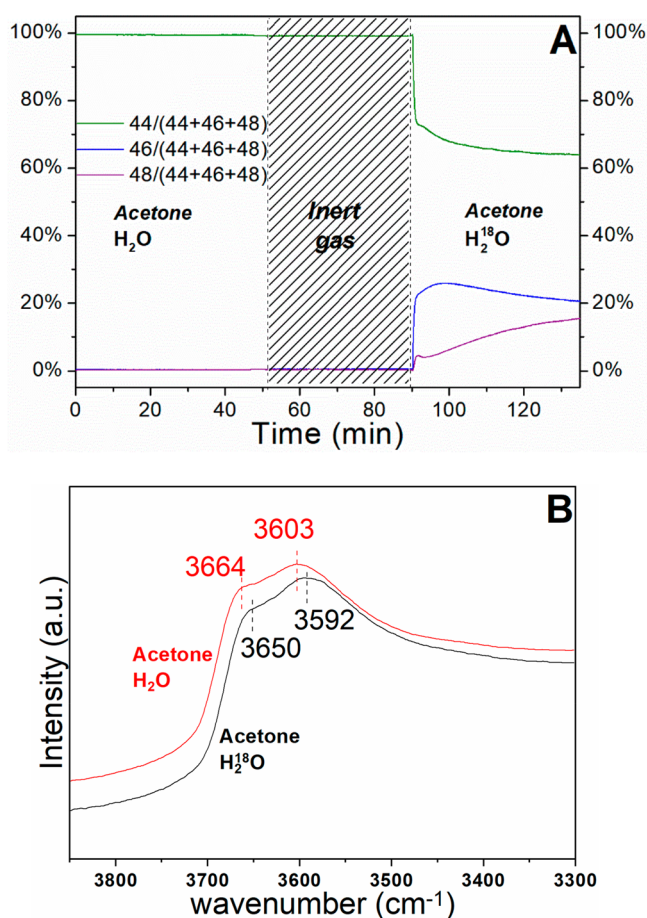 A
100%
80%
60%
40%
20%
0%
100%
80%
60%
40%
20%
0%
44/(44+46+48)
46/(44+46+48)
48/(44+46+48)
Acetone
H₂O
Inert
gas
Acetone
H₂¹⁸O
0 20 40 60 80 100 120
Time (min)
B
3603
3664
3592
3650
Acetone
H₂O
Acetone
H₂¹⁸O
Intensity (a.u.)
3800 3700 3600 3500 3400 3300
wavenumber (cm⁻¹)